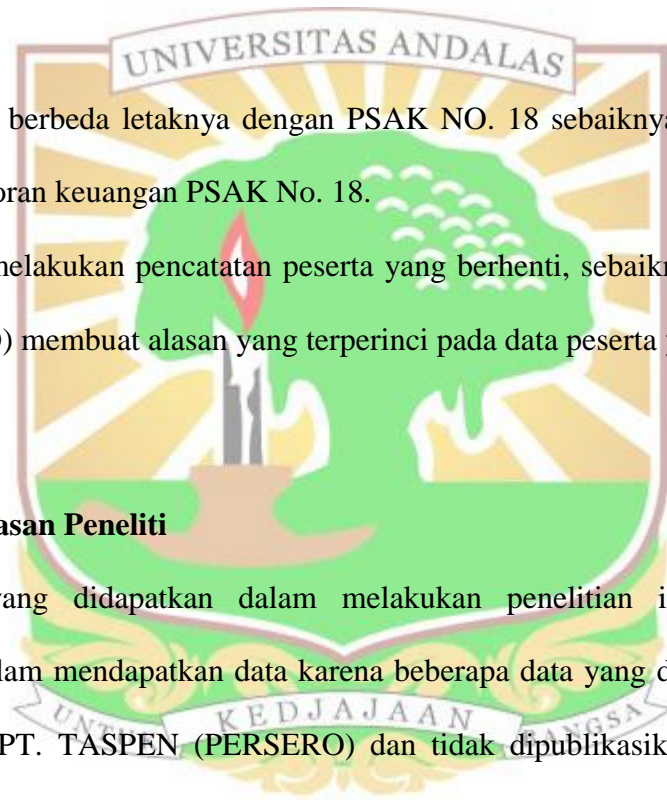 UNIVERSITAS ANDALAS
berbeda letaknya dengan PSAK NO. 18 sebaiknya
oran keuangan PSAK No. 18.
melakukan pencatatan peserta yang berhenti, sebaikn
) membuat alasan yang terperinci pada data peserta y
asan Peneliti
yang didapatkan dalam melakukan penelitian i
lam mendapatkan data karena beberapa data yang d
UNTUK KEDJAJAAN BANGSA
PT. TASPEN (PERSERO) dan tidak dipublikasik